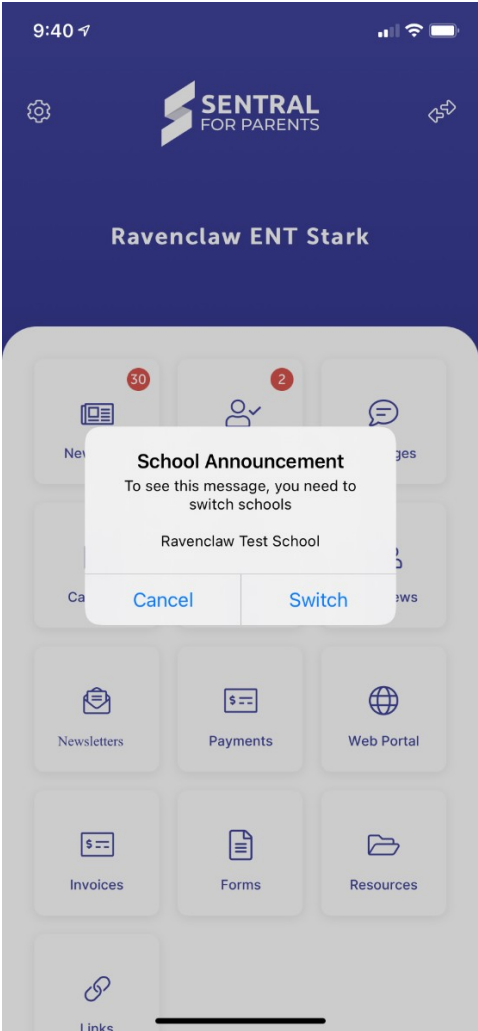 9:40
SENTRAL
FOR PARENTS
Ravenclaw ENT Stark
30
2
School Announcement
To see this message, you need to
switch schools
Ravenclaw Test School
Cancel
Switch
Newsletters
Payments
Web Portal
Invoices
Forms
Resources
Links